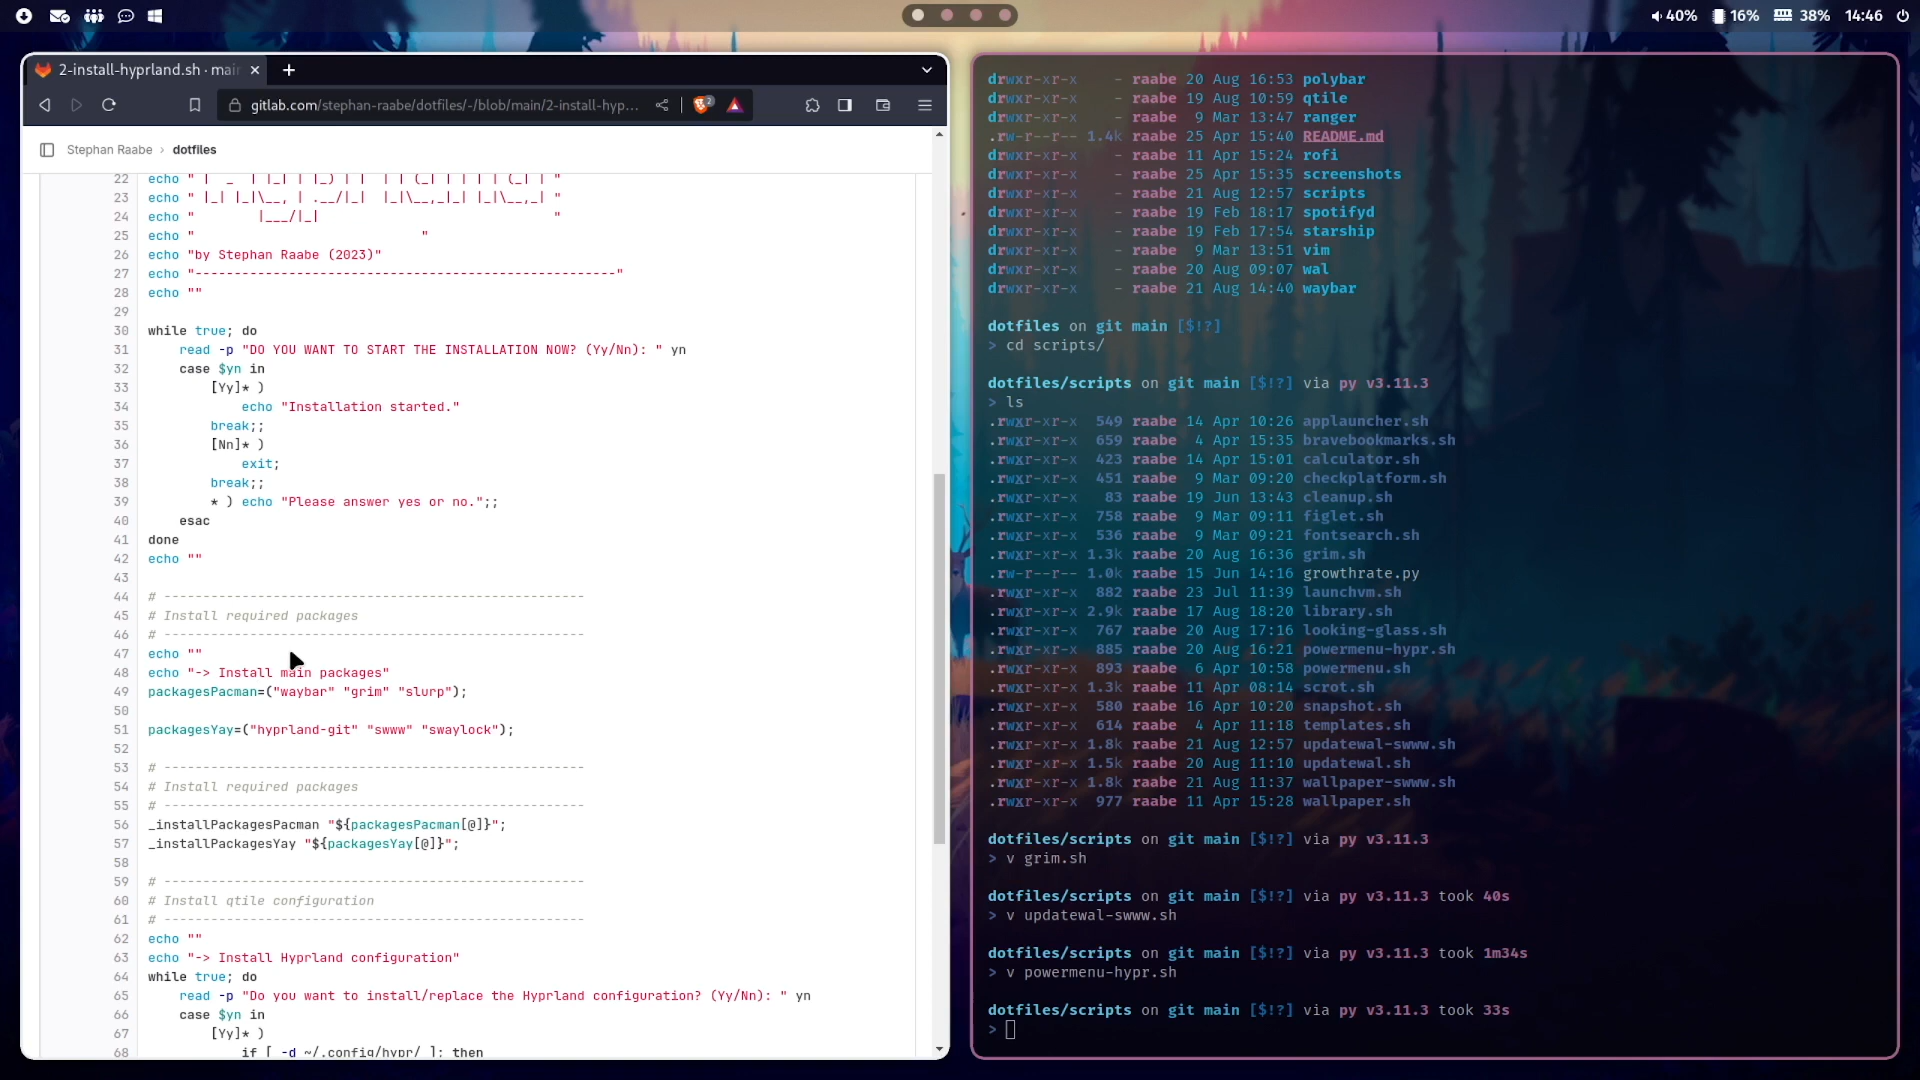 40% 16% 38% 14:46
2-install-hyprland.sh · mai
gitlab.com/stephan-raabe/dotfiles/-/blob/main/2-install-hyp...
2
Stephan Raabe › dotfiles
22 echo " | _ | |_| | |_) | | | | (_| | | | | (_| | "
23 echo " |_| |_|\__, | .__/|_| |_|\__,_|_| |_|\__,_| "
24 echo " |___/|_| "
25 echo " "
26 echo "by Stephan Raabe (2023)"
27 echo "------------------------------------------------------"
28 echo ""
29
30 while true; do
31 read -p "DO YOU WANT TO START THE INSTALLATION NOW? (Yy/Nn): " yn
32 case $yn in
33 [Yy]* )
34 echo "Installation started."
35 break;;
36 [Nn]* )
37 exit;
38 break;;
39 * ) echo "Please answer yes or no.";;
40 esac
41 done
42 echo ""
43
44 # ------------------------------------------------------
45 # Install required packages
46 # ------------------------------------------------------
47 echo ""
48 echo "-> Install main packages"
49 packagesPacman=("waybar" "grim" "slurp");
50
51 packagesYay=("hyprland-git" "swww" "swaylock");
52
53 # ------------------------------------------------------
54 # Install required packages
55 # ------------------------------------------------------
56 _installPackagesPacman "${packagesPacman[@]}";
57 _installPackagesYay "${packagesYay[@]}";
58
59 # ------------------------------------------------------
60 # Install qtile configuration
61 # ------------------------------------------------------
62 echo ""
63 echo "-> Install Hyprland configuration"
64 while true; do
65 read -p "Do you want to install/replace the Hyprland configuration? (Yy/Nn): " yn
66 case $yn in
67 [Yy]* )
68 if [ -d ~/.config/hypr/ ]; then
drwxr-xr-x - raabe 20 Aug 16:53 polybar
drwxr-xr-x - raabe 19 Aug 10:59 qtile
drwxr-xr-x - raabe 9 Mar 13:47 ranger
.rw-r--r-- 1.4k raabe 25 Apr 15:40 README.md
drwxr-xr-x - raabe 11 Apr 15:24 rofi
drwxr-xr-x - raabe 25 Apr 15:35 screenshots
drwxr-xr-x - raabe 21 Aug 12:57 scripts
drwxr-xr-x - raabe 19 Feb 18:17 spotifyd
drwxr-xr-x - raabe 19 Feb 17:54 starship
drwxr-xr-x - raabe 9 Mar 13:51 vim
drwxr-xr-x - raabe 20 Aug 09:07 wal
drwxr-xr-x - raabe 21 Aug 14:40 waybar
dotfiles on git main [$!?]
> cd scripts/
dotfiles/scripts on git main [$!?] via py v3.11.3
> ls
.rwxr-xr-x 549 raabe 14 Apr 10:26 applauncher.sh
.rwxr-xr-x 659 raabe 4 Apr 15:35 bravebookmarks.sh
.rwxr-xr-x 423 raabe 14 Apr 15:01 calculator.sh
.rwxr-xr-x 451 raabe 9 Mar 09:20 checkplatform.sh
.rwxr-xr-x 83 raabe 19 Jun 13:43 cleanup.sh
.rwxr-xr-x 758 raabe 9 Mar 09:11 figlet.sh
.rwxr-xr-x 536 raabe 9 Mar 09:21 fontsearch.sh
.rwxr-xr-x 1.3k raabe 20 Aug 16:36 grim.sh
.rw-r--r-- 1.0k raabe 15 Jun 14:16 growthrate.py
.rwxr-xr-x 882 raabe 23 Jul 11:39 launchvm.sh
.rwxr-xr-x 2.9k raabe 17 Aug 18:20 library.sh
.rwxr-xr-x 767 raabe 20 Aug 17:16 looking-glass.sh
.rwxr-xr-x 885 raabe 20 Aug 16:21 powermenu-hypr.sh
.rwxr-xr-x 893 raabe 6 Apr 10:58 powermenu.sh
.rwxr-xr-x 1.3k raabe 11 Apr 08:14 scrot.sh
.rwxr-xr-x 580 raabe 16 Apr 10:20 snapshot.sh
.rwxr-xr-x 614 raabe 4 Apr 11:18 templates.sh
.rwxr-xr-x 1.8k raabe 21 Aug 12:57 updatewal-swww.sh
.rwxr-xr-x 1.5k raabe 20 Aug 11:10 updatewal.sh
.rwxr-xr-x 1.8k raabe 21 Aug 11:37 wallpaper-swww.sh
.rwxr-xr-x 977 raabe 11 Apr 15:28 wallpaper.sh
dotfiles/scripts on git main [$!?] via py v3.11.3
> v grim.sh
dotfiles/scripts on git main [$!?] via py v3.11.3 took 40s
> v updatewal-swww.sh
dotfiles/scripts on git main [$!?] via py v3.11.3 took 1m34s
> v powermenu-hypr.sh
dotfiles/scripts on git main [$!?] via py v3.11.3 took 33s
>